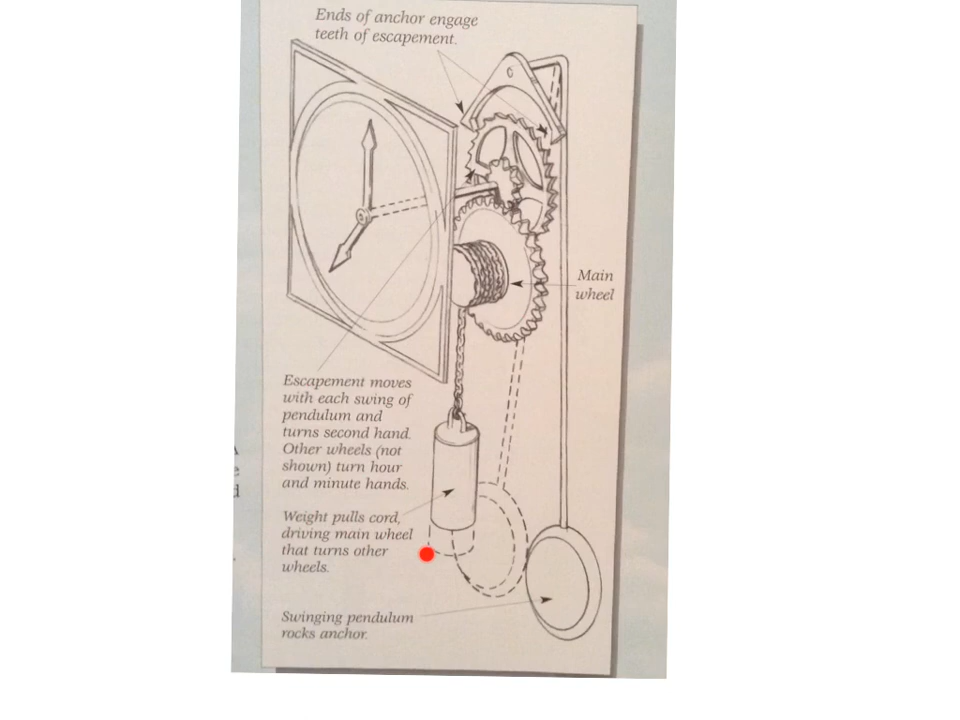 Ends of anchor engage
teeth of escapement.
Main
wheel
Escapement moves
with each swing of
pendulum and
turns second hand.
Other wheels (not
shown) turn hour
and minute hands.
Weight pulls cord,
driving main wheel
that turns other
wheels.
Swinging pendulum
rocks anchor.